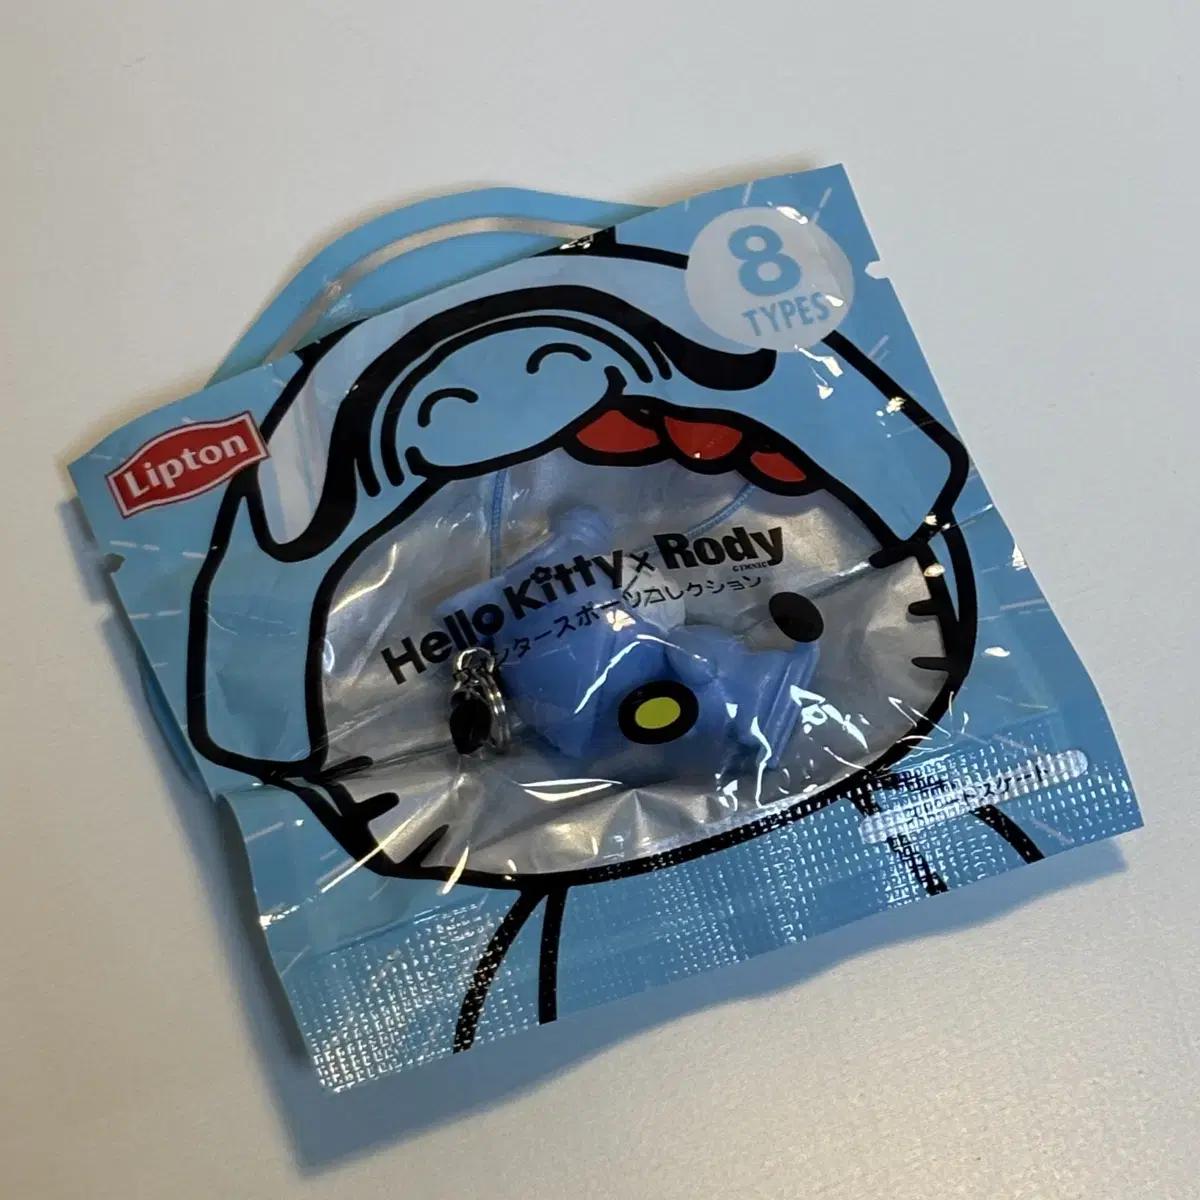 8
TYPES
Lipton
Hello Kitty × Rody
GYMNIC
ウィンタースポーツコレクション